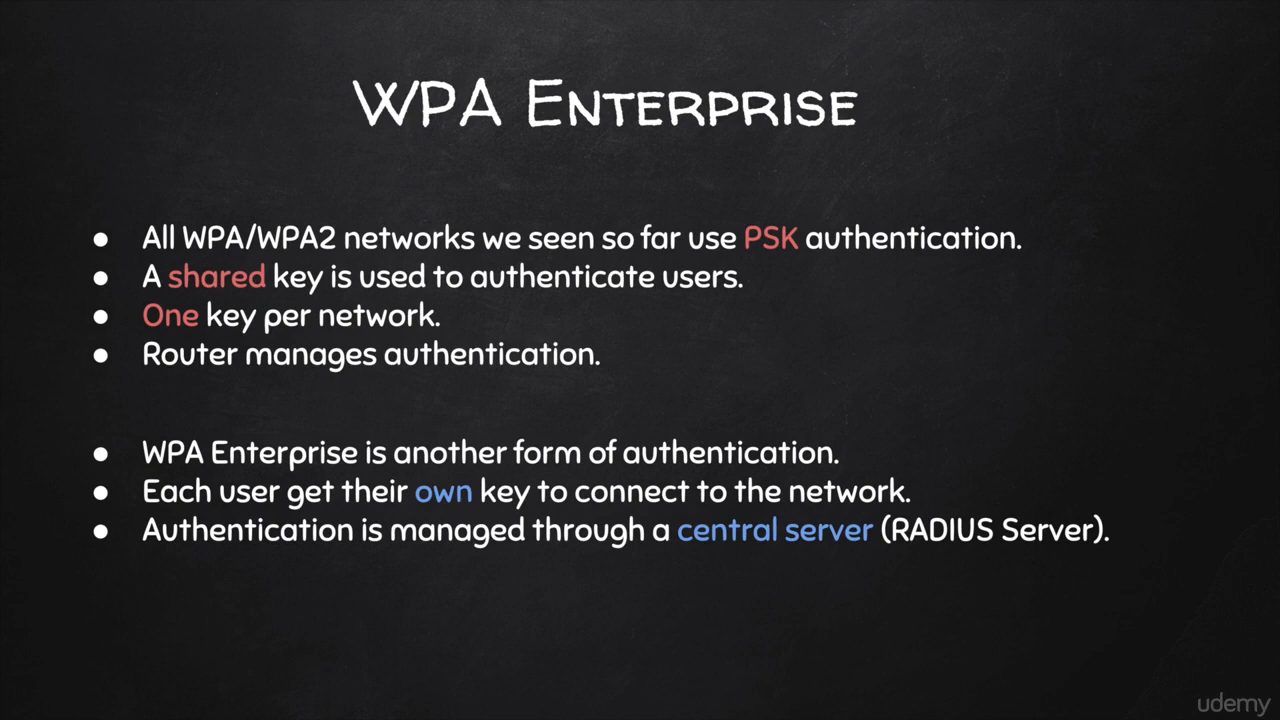 WPA ENTERPRISE
● All WPA/WPA2 networks we seen so far use PSK authentication.
● A shared key is used to authenticate users.
● One key per network.
● Router manages authentication.
● WPA Enterprise is another form of authentication.
● Each user get their own key to connect to the network.
● Authentication is managed through a central server (RADIUS Server).
udemy